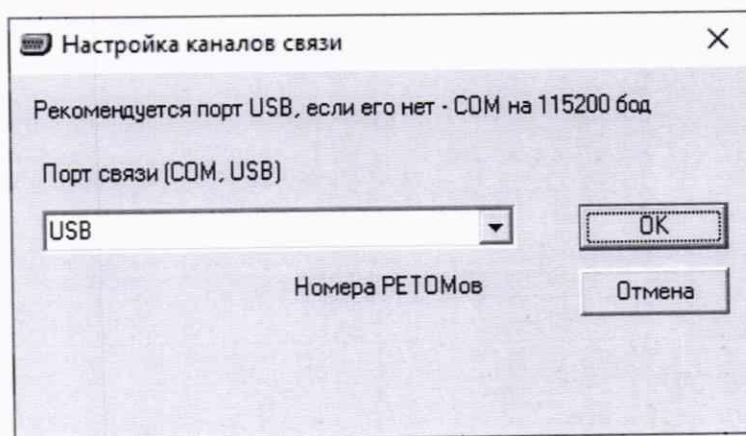 Настройка каналов связи
Рекомендуется порт USB, если его нет - COM на 115200 бод
Порт связи (COM, USB)
USB
OK
Номера РЕТОМов
Отмена